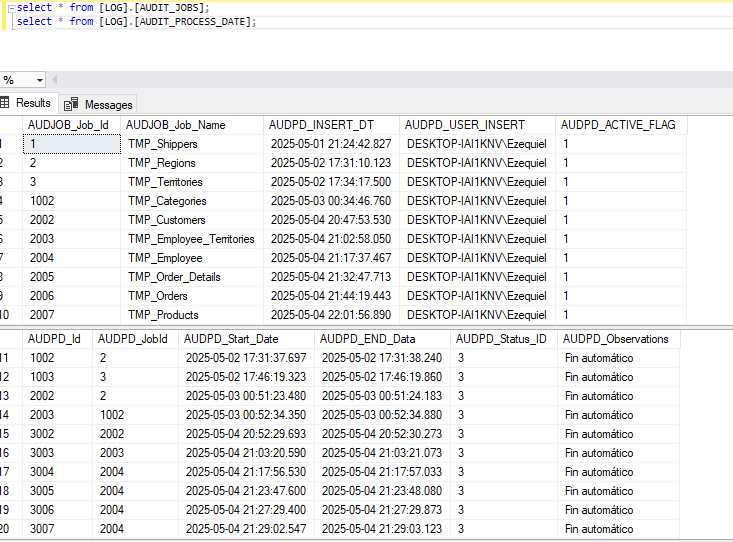 select * from [LOG].[AUDIT_JOBS];
select * from [LOG].[AUDIT_PROCESS_DATE];
%
Results Messages
AUDJOB_Job_Id AUDJOB_Job_Name AUDPD_INSERT_DT AUDPD_USER_INSERT AUDPD_ACTIVE_FLAG
1 1 TMP_Shippers 2025-05-01 21:24:42.827 DESKTOP-IAI1KNV\Ezequiel 1
2 2 TMP_Regions 2025-05-02 17:31:10.123 DESKTOP-IAI1KNV\Ezequiel 1
3 3 TMP_Territories 2025-05-02 17:34:17.500 DESKTOP-IAI1KNV\Ezequiel 1
4 1002 TMP_Categories 2025-05-03 00:34:46.760 DESKTOP-IAI1KNV\Ezequiel 1
5 2002 TMP_Customers 2025-05-04 20:47:53.530 DESKTOP-IAI1KNV\Ezequiel 1
6 2003 TMP_Employee_Territories 2025-05-04 21:02:58.050 DESKTOP-IAI1KNV\Ezequiel 1
7 2004 TMP_Employee 2025-05-04 21:17:37.467 DESKTOP-IAI1KNV\Ezequiel 1
8 2005 TMP_Order_Details 2025-05-04 21:32:47.713 DESKTOP-IAI1KNV\Ezequiel 1
9 2006 TMP_Orders 2025-05-04 21:44:19.443 DESKTOP-IAI1KNV\Ezequiel 1
10 2007 TMP_Products 2025-05-04 22:01:56.890 DESKTOP-IAI1KNV\Ezequiel 1
AUDPD_Id AUDPD_JobId AUDPD_Start_Date AUDPD_END_Data AUDPD_Status_ID AUDPD_Observations
11 1002 2 2025-05-02 17:31:37.697 2025-05-02 17:31:38.240 3 Fin automático
12 1003 3 2025-05-02 17:46:19.323 2025-05-02 17:46:19.860 3 Fin automático
13 2002 2 2025-05-03 00:51:23.480 2025-05-03 00:51:24.183 3 Fin automático
14 2003 1002 2025-05-03 00:52:34.350 2025-05-03 00:52:34.880 3 Fin automático
15 3002 2002 2025-05-04 20:52:29.693 2025-05-04 20:52:30.273 3 Fin automático
16 3003 2003 2025-05-04 21:03:20.590 2025-05-04 21:03:21.073 3 Fin automático
17 3004 2004 2025-05-04 21:17:56.530 2025-05-04 21:17:57.033 3 Fin automático
18 3005 2004 2025-05-04 21:23:47.600 2025-05-04 21:23:48.080 3 Fin automático
19 3006 2004 2025-05-04 21:27:29.400 2025-05-04 21:27:29.873 3 Fin automático
20 3007 2004 2025-05-04 21:29:02.547 2025-05-04 21:29:03.123 3 Fin automático